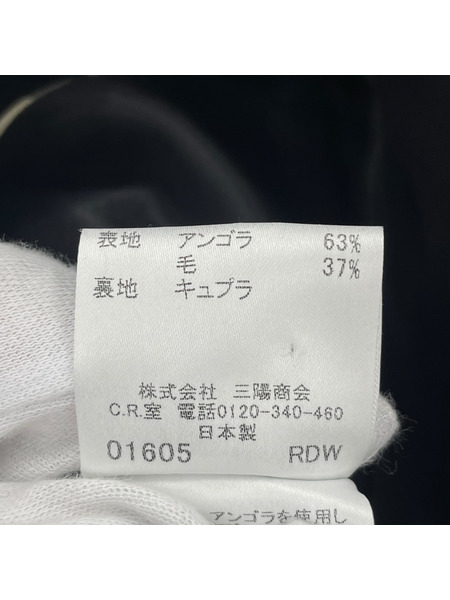 表地 アンゴラ 63%
毛 37%
裏地 キュプラ
株式会社 三陽商会
C.R.室 電話0120-340-460
日本製
01605 RDW
アンゴラを使用し